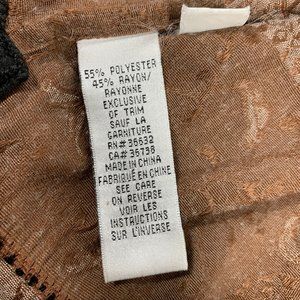 55% POLYESTER
45% RAYON/
RAYONNE
EXCLUSIVE
OF TRIM
SAUF LA
GARNITURE
RN# 36632
CA# 36738
MADE IN CHINA
FABRIQUÉ EN CHINE
SEE CARE
ON REVERSE
VOIR LES
INSTRUCTIONS
SUR L'INVERSE